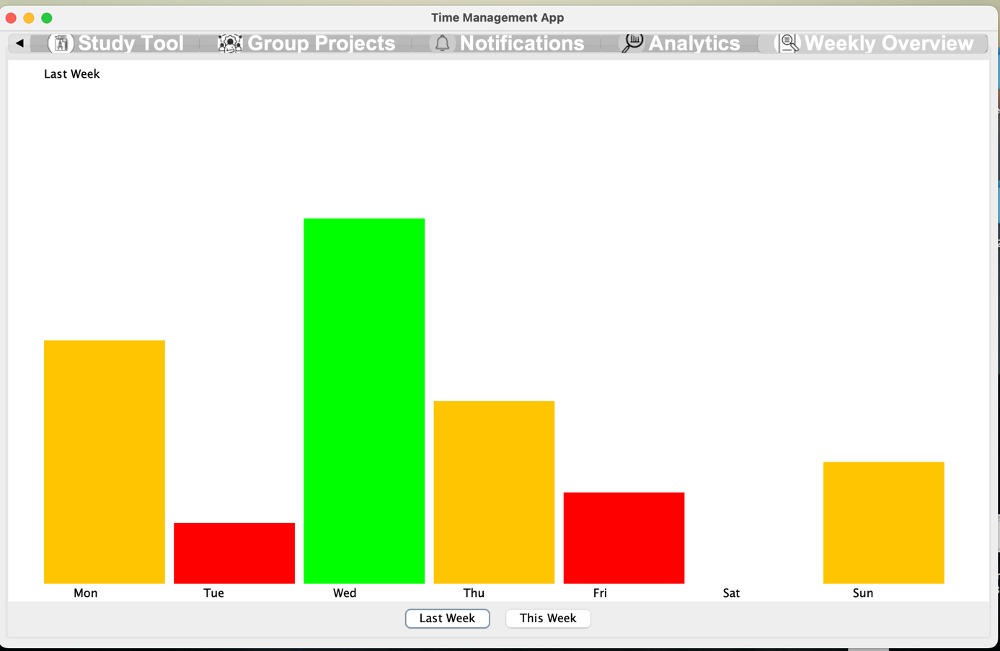 Time Management App
Study Tool Group Projects Notifications Analytics Weekly Overview
Last Week
Mon Tue Wed Thu Fri Sat Sun
Last Week This Week